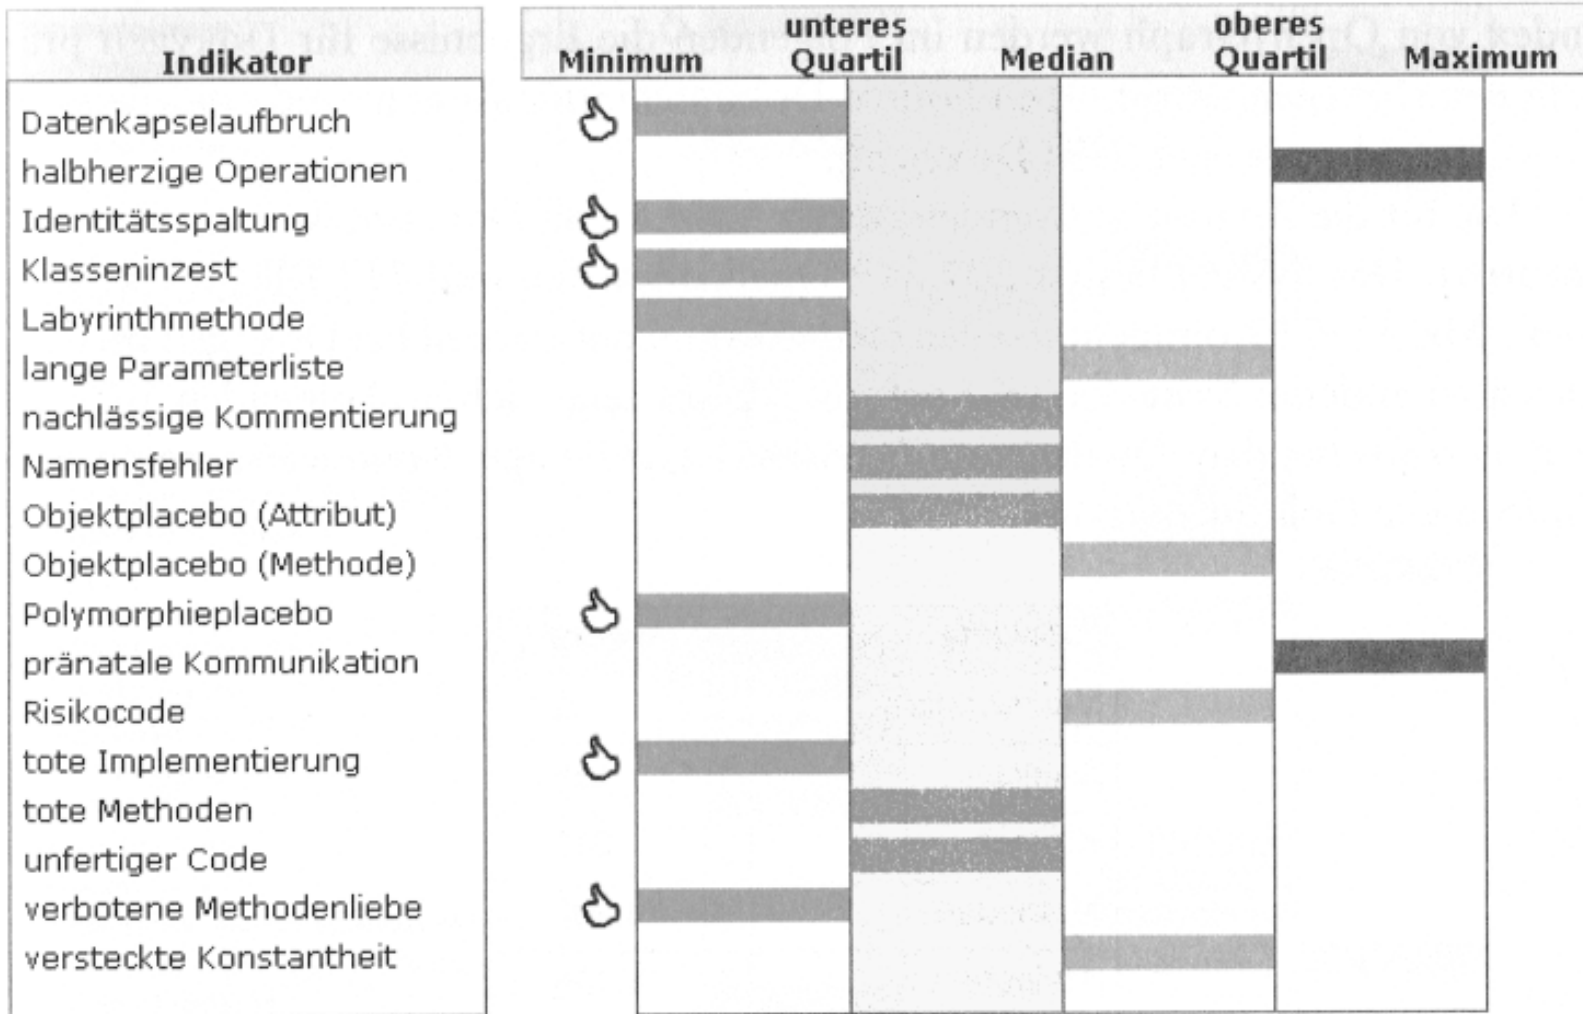 unteres oberes
Indikator Minimum Quartil Median Quartil Maximum
Datenkapselaufbruch
halbherzige Operationen
Identitätsspaltung
Klasseninzest
Labyrinthmethode
lange Parameterliste
nachlässige Kommentierung
Namensfehler
Objektplacebo (Attribut)
Objektplacebo (Methode)
Polymorphieplacebo
pränatale Kommunikation
Risikocode
tote Implementierung
tote Methoden
unfertiger Code
verbotene Methodenliebe
versteckte Konstantheit